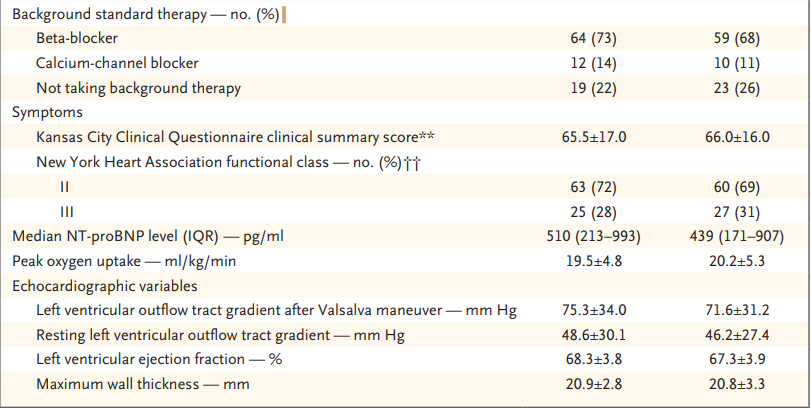 Background standard therapy — no. (%)‖
Beta-blocker 64 (73) 59 (68)
Calcium-channel blocker 12 (14) 10 (11)
Not taking background therapy 19 (22) 23 (26)
Symptoms
Kansas City Clinical Questionnaire clinical summary score** 65.5±17.0 66.0±16.0
New York Heart Association functional class — no. (%)††
II 63 (72) 60 (69)
III 25 (28) 27 (31)
Median NT-proBNP level (IQR) — pg/ml 510 (213–993) 439 (171–907)
Peak oxygen uptake — ml/kg/min 19.5±4.8 20.2±5.3
Echocardiographic variables
Left ventricular outflow tract gradient after Valsalva maneuver — mm Hg 75.3±34.0 71.6±31.2
Resting left ventricular outflow tract gradient — mm Hg 48.6±30.1 46.2±27.4
Left ventricular ejection fraction — % 68.3±3.8 67.3±3.9
Maximum wall thickness — mm 20.9±2.8 20.8±3.3